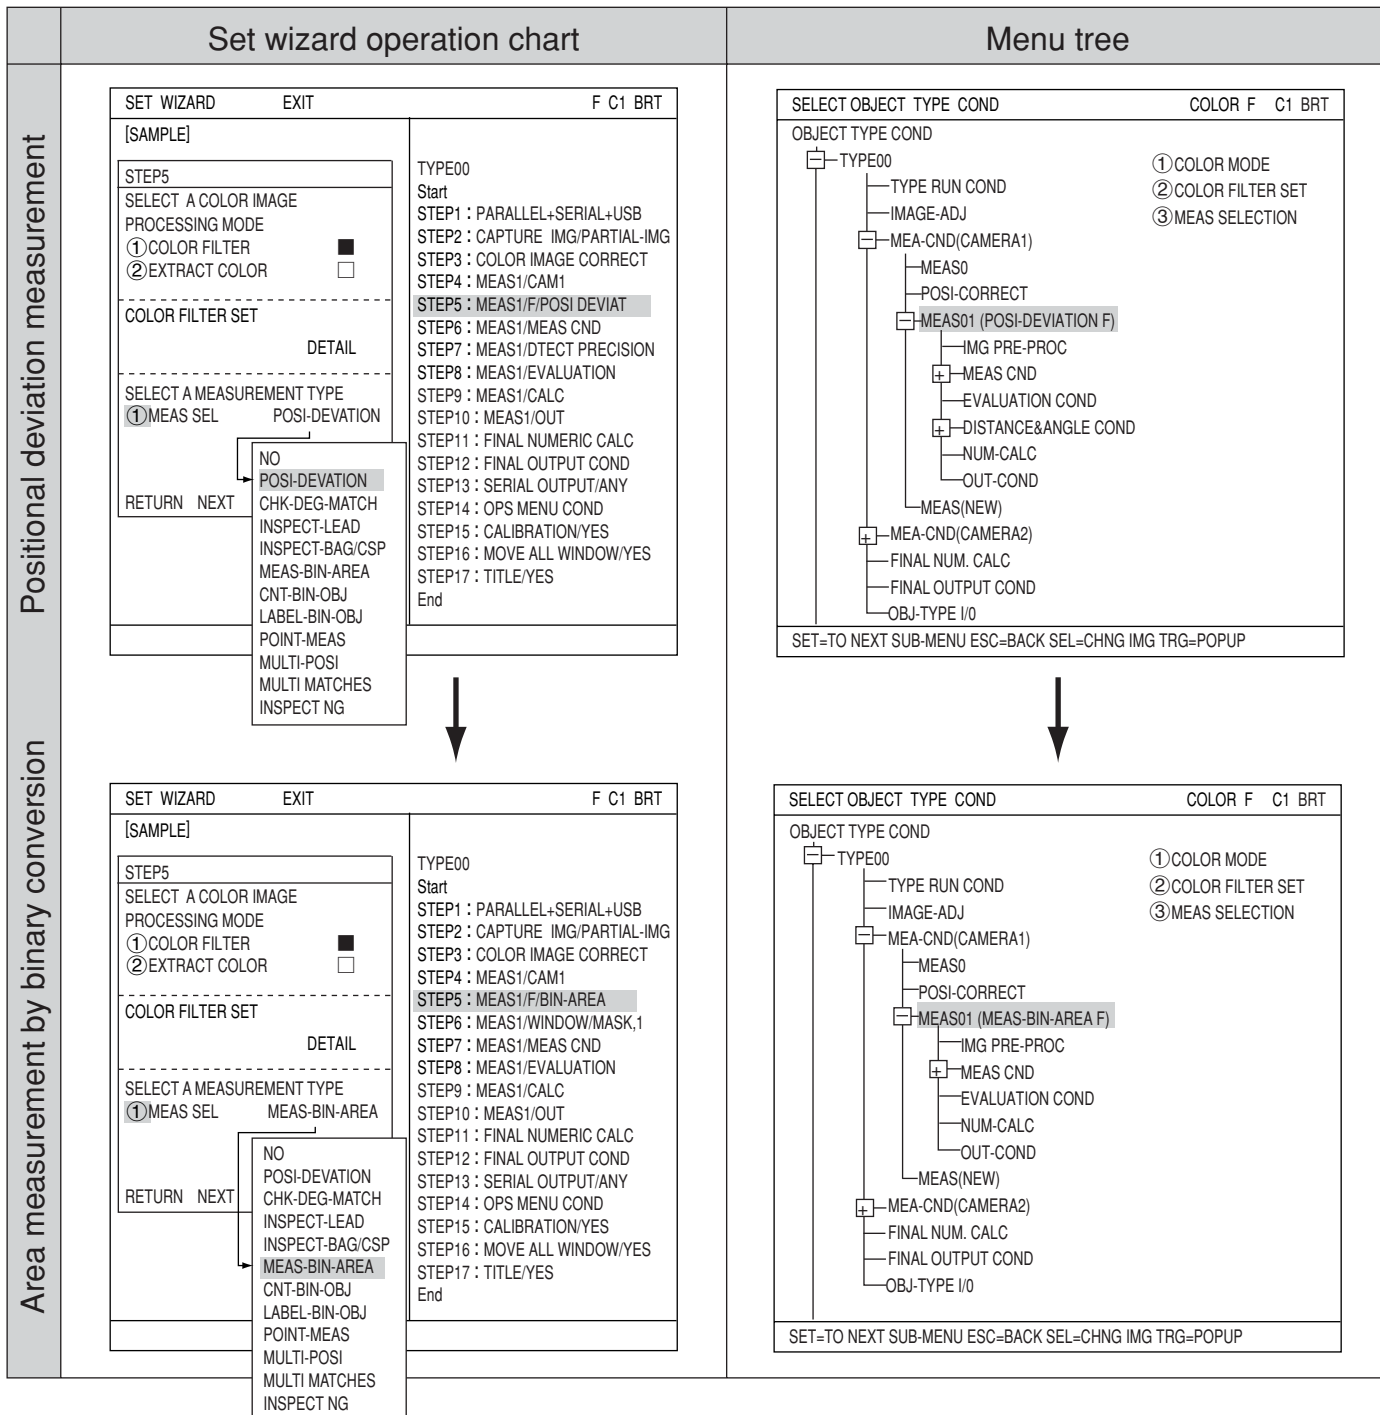 Set wizard operation chart
Menu tree
Positional deviation measurement
SET WIZARD EXIT F C1 BRT
[SAMPLE]
STEP5
SELECT A COLOR IMAGE
PROCESSING MODE
①COLOR FILTER ■
②EXTRACT COLOR □
COLOR FILTER SET
DETAIL
SELECT A MEASUREMENT TYPE
①MEAS SEL POSI-DEVATION
RETURN NEXT
NO
POSI-DEVATION
CHK-DEG-MATCH
INSPECT-LEAD
INSPECT-BAG/CSP
MEAS-BIN-AREA
CNT-BIN-OBJ
LABEL-BIN-OBJ
POINT-MEAS
MULTI-POSI
MULTI MATCHES
INSPECT NG
TYPE00
Start
STEP1 : PARALLEL+SERIAL+USB
STEP2 : CAPTURE IMG/PARTIAL-IMG
STEP3 : COLOR IMAGE CORRECT
STEP4 : MEAS1/CAM1
STEP5 : MEAS1/F/POSI DEVIAT
STEP6 : MEAS1/MEAS CND
STEP7 : MEAS1/DTECT PRECISION
STEP8 : MEAS1/EVALUATION
STEP9 : MEAS1/CALC
STEP10 : MEAS1/OUT
STEP11 : FINAL NUMERIC CALC
STEP12 : FINAL OUTPUT COND
STEP13 : SERIAL OUTPUT/ANY
STEP14 : OPS MENU COND
STEP15 : CALIBRATION/YES
STEP16 : MOVE ALL WINDOW/YES
STEP17 : TITLE/YES
End
SELECT OBJECT TYPE COND COLOR F C1 BRT
OBJECT TYPE COND
TYPE00
TYPE RUN COND
IMAGE-ADJ
MEA-CND(CAMERA1)
MEAS0
POSI-CORRECT
MEAS01 (POSI-DEVIATION F)
IMG PRE-PROC
MEAS CND
EVALUATION COND
DISTANCE&ANGLE COND
NUM-CALC
OUT-COND
MEAS(NEW)
MEA-CND(CAMERA2)
FINAL NUM. CALC
FINAL OUTPUT COND
OBJ-TYPE I/0
①COLOR MODE
②COLOR FILTER SET
③MEAS SELECTION
SET=TO NEXT SUB-MENU ESC=BACK SEL=CHNG IMG TRG=POPUP
Area measurement by binary conversion
SET WIZARD EXIT F C1 BRT
[SAMPLE]
STEP5
SELECT A COLOR IMAGE
PROCESSING MODE
①COLOR FILTER ■
②EXTRACT COLOR □
COLOR FILTER SET
DETAIL
SELECT A MEASUREMENT TYPE
①MEAS SEL MEAS-BIN-AREA
RETURN NEXT
NO
POSI-DEVATION
CHK-DEG-MATCH
INSPECT-LEAD
INSPECT-BAG/CSP
MEAS-BIN-AREA
CNT-BIN-OBJ
LABEL-BIN-OBJ
POINT-MEAS
MULTI-POSI
MULTI MATCHES
INSPECT NG
TYPE00
Start
STEP1 : PARALLEL+SERIAL+USB
STEP2 : CAPTURE IMG/PARTIAL-IMG
STEP3 : COLOR IMAGE CORRECT
STEP4 : MEAS1/CAM1
STEP5 : MEAS1/F/BIN-AREA
STEP6 : MEAS1/WINDOW/MASK,1
STEP7 : MEAS1/MEAS CND
STEP8 : MEAS1/EVALUATION
STEP9 : MEAS1/CALC
STEP10 : MEAS1/OUT
STEP11 : FINAL NUMERIC CALC
STEP12 : FINAL OUTPUT COND
STEP13 : SERIAL OUTPUT/ANY
STEP14 : OPS MENU COND
STEP15 : CALIBRATION/YES
STEP16 : MOVE ALL WINDOW/YES
STEP17 : TITLE/YES
End
SELECT OBJECT TYPE COND COLOR F C1 BRT
OBJECT TYPE COND
TYPE00
TYPE RUN COND
IMAGE-ADJ
MEA-CND(CAMERA1)
MEAS0
POSI-CORRECT
MEAS01 (MEAS-BIN-AREA F)
IMG PRE-PROC
MEAS CND
EVALUATION COND
NUM-CALC
OUT-COND
MEAS(NEW)
MEA-CND(CAMERA2)
FINAL NUM. CALC
FINAL OUTPUT COND
OBJ-TYPE I/0
①COLOR MODE
②COLOR FILTER SET
③MEAS SELECTION
SET=TO NEXT SUB-MENU ESC=BACK SEL=CHNG IMG TRG=POPUP